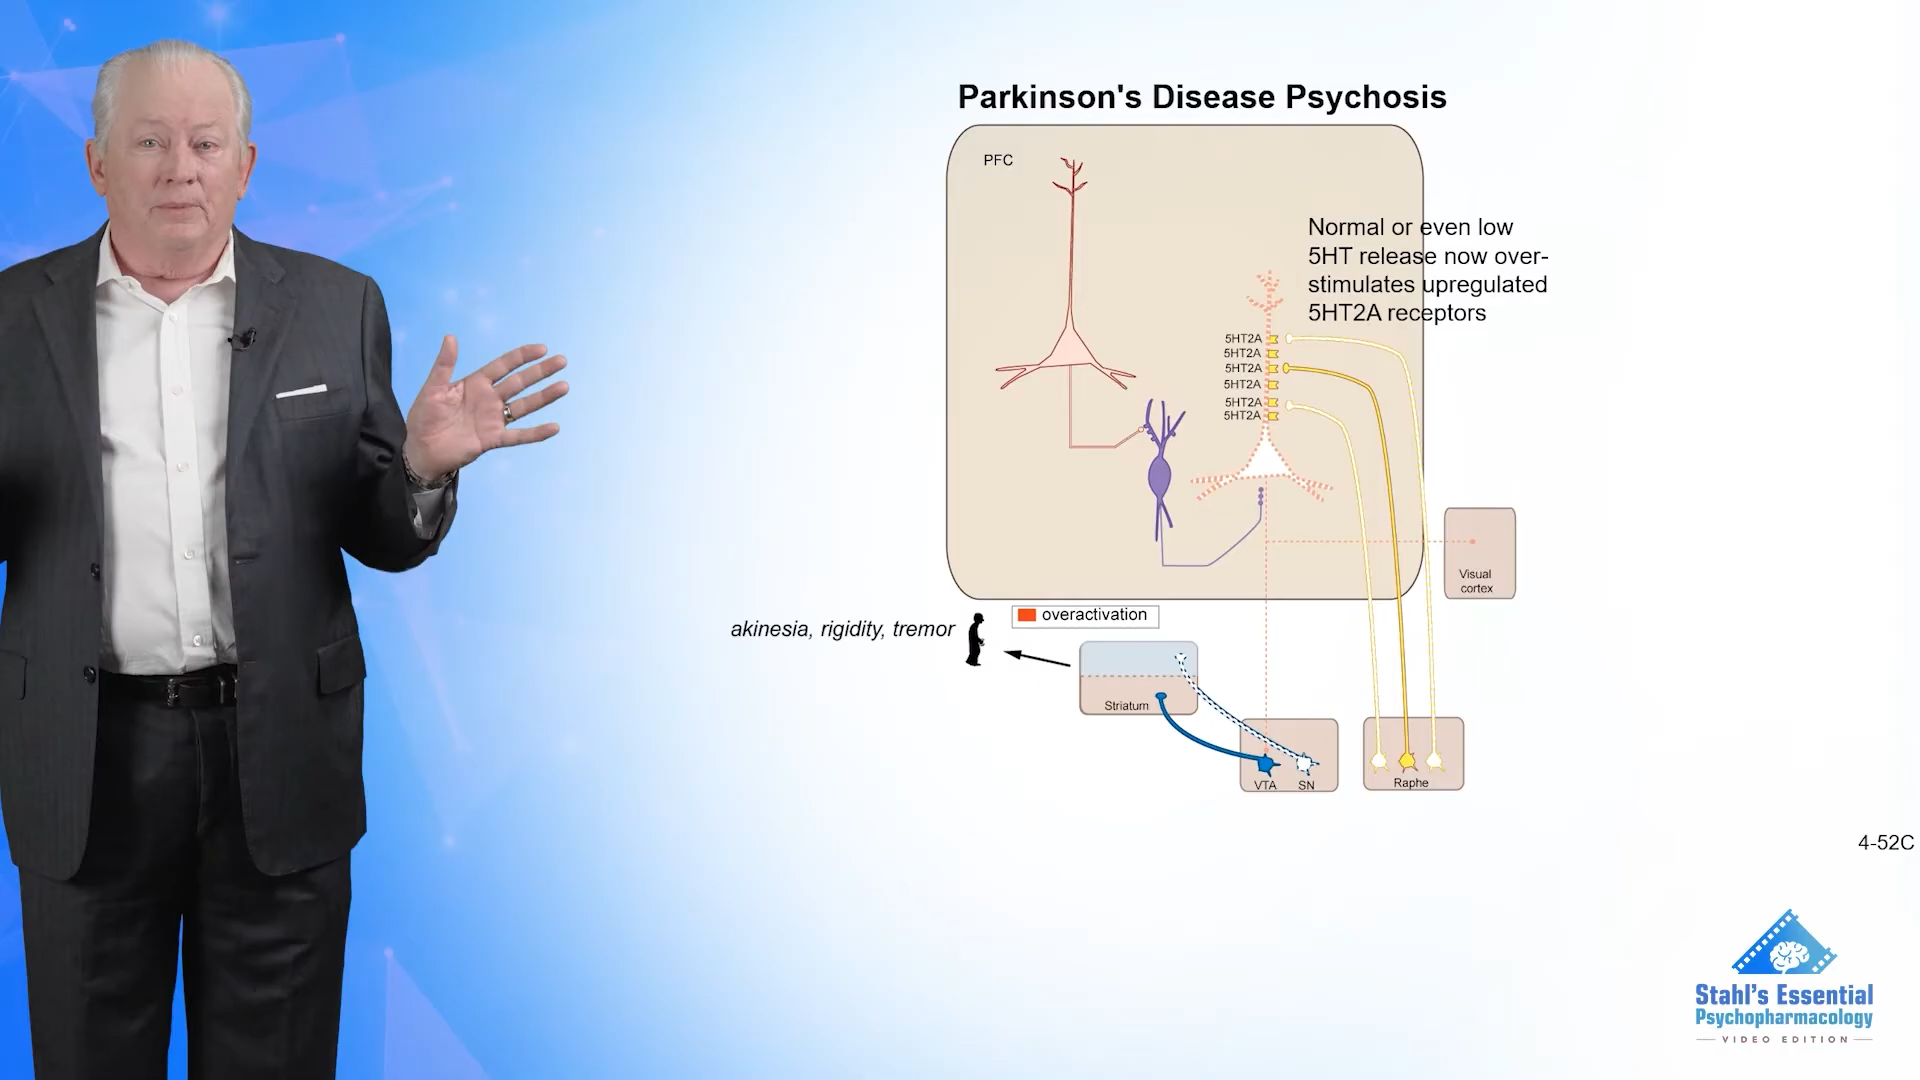 Parkinson's Disease Psychosis
PFC
Normal or even low
5HT release now over-
stimulates upregulated
5HT2A receptors
5HT2A
5HT2A
5HT2A
5HT2A
5HT2A
5HT2A
Visual
cortex
overactivation
akinesia, rigidity, tremor
Striatum
VTA
SN
Raphe
4-52C
Stahl's Essential
Psychopharmacology
VIDEO EDITION